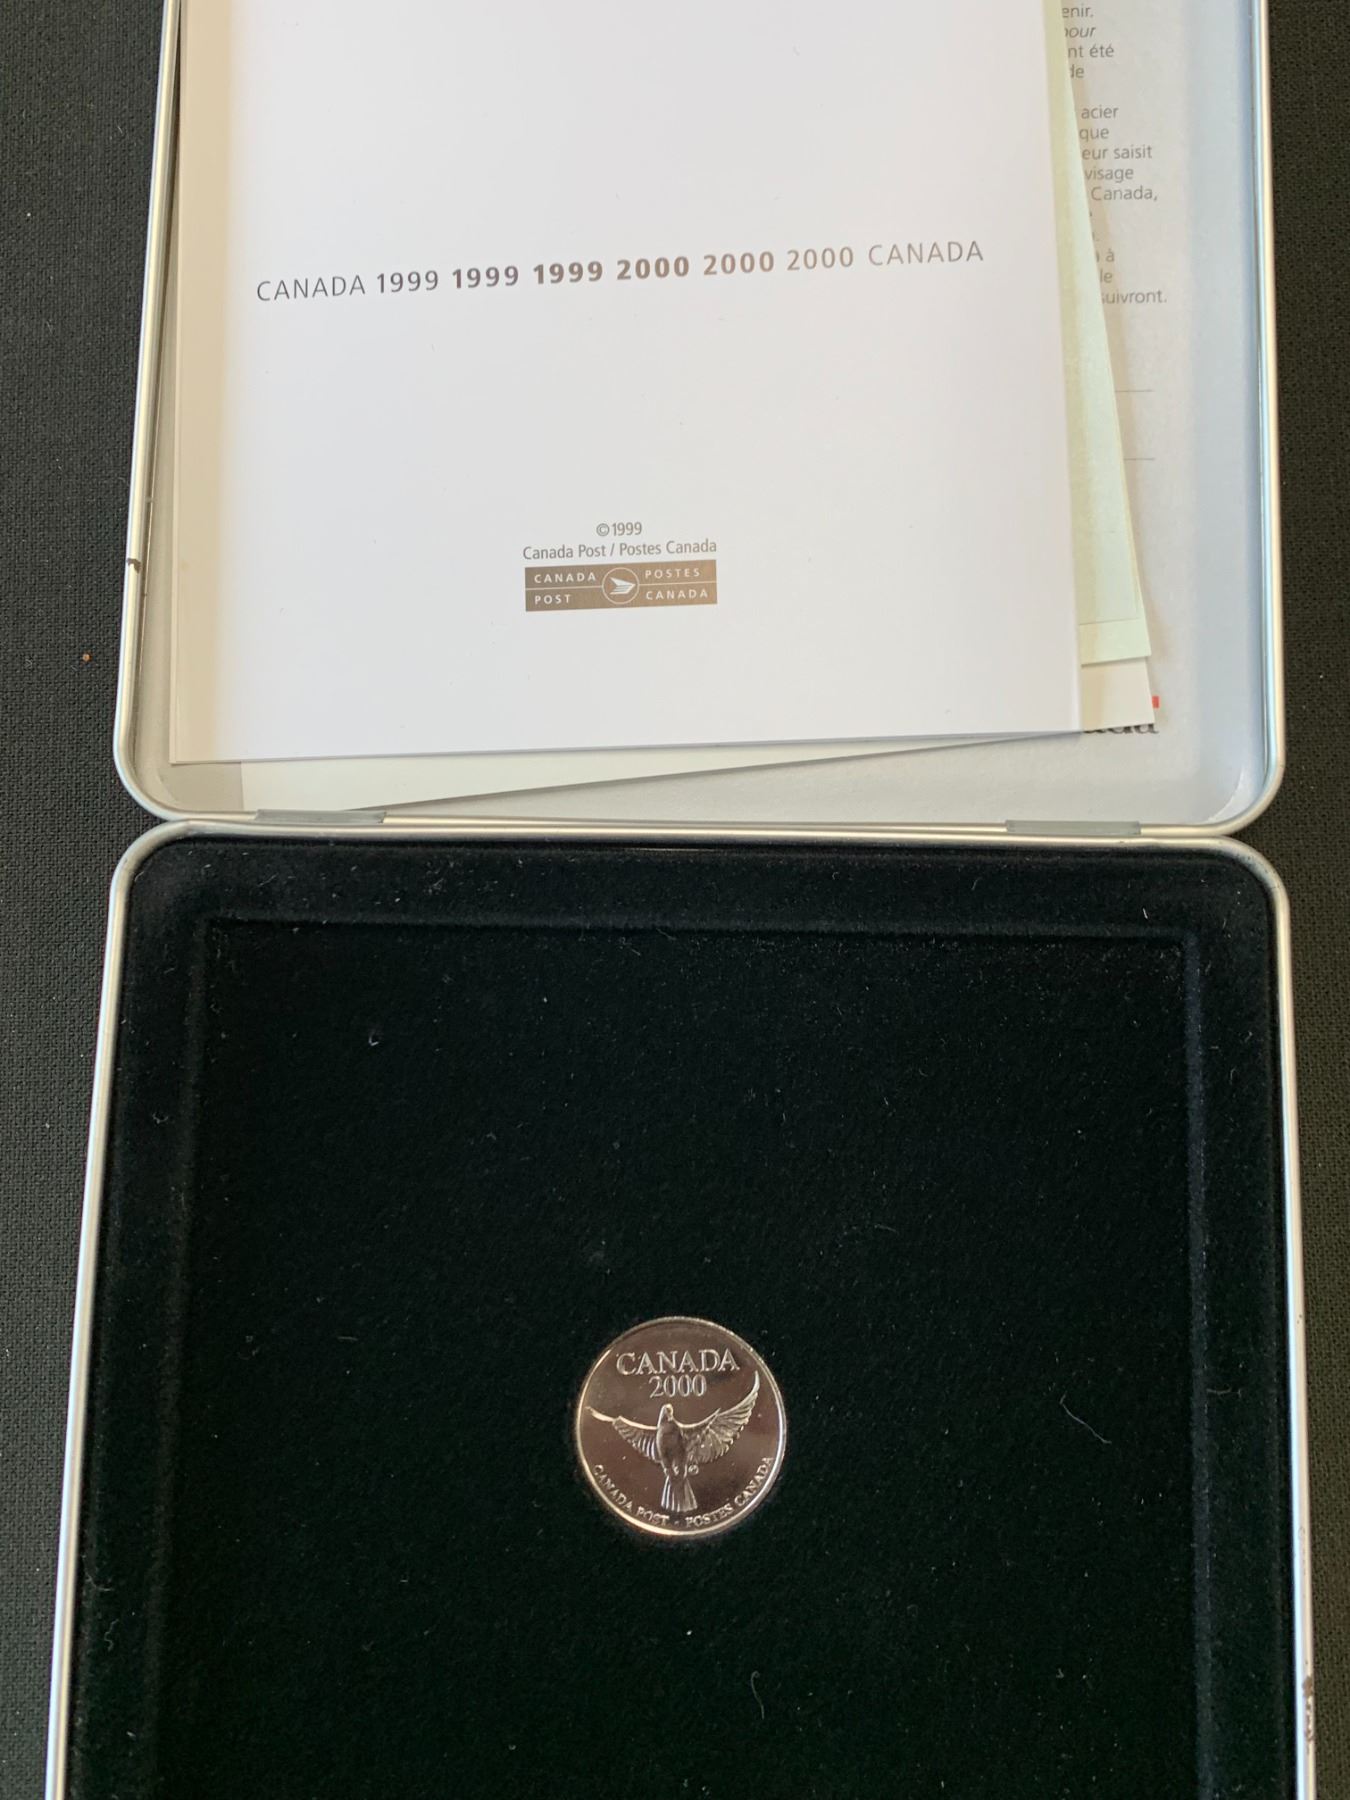 enir.
pour
nt été
de
acier
que
eur saisit
visage
Canada,
à
le
suivront.
CANADA 1999 1999 1999 2000 2000 2000 CANADA
©1999
Canada Post / Postes Canada
CANADA POST POSTES CANADA
CANADA
2000
CANADA POST - POSTES CANADA